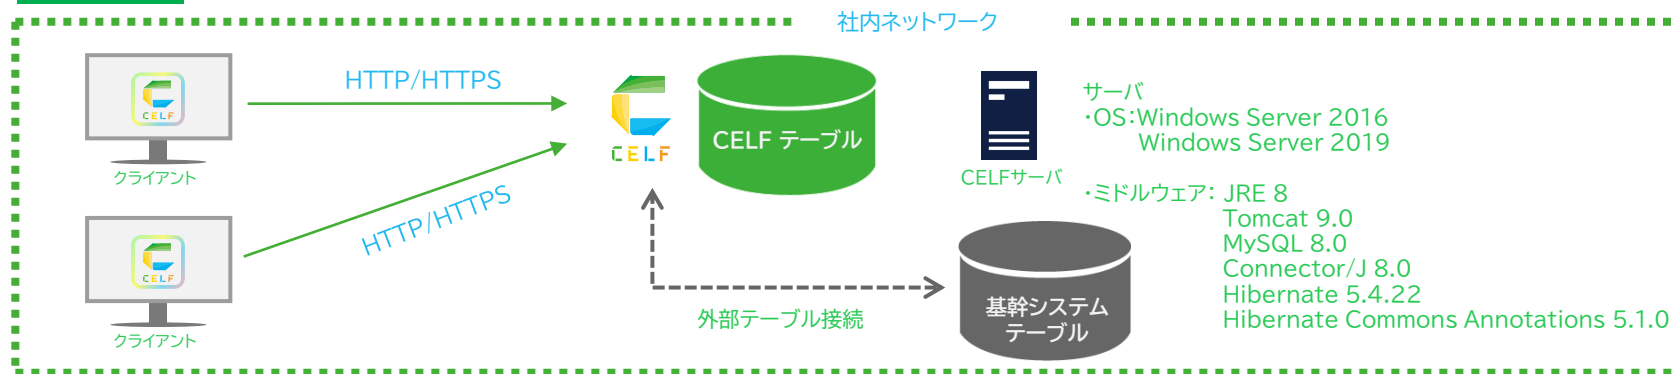 社内ネットワーク
HTTP/HTTPS
CELF
クライアント
HTTP/HTTPS
CELF
クライアント
CELF
CELF テーブル
外部テーブル接続
CELFサーバ
基幹システム
テーブル
サーバ
・OS：Windows Server 2016
Windows Server 2019
・ミドルウェア： JRE 8
Tomcat 9.0
MySQL 8.0
Connector/J 8.0
Hibernate 5.4.22
Hibernate Commons Annotations 5.1.0